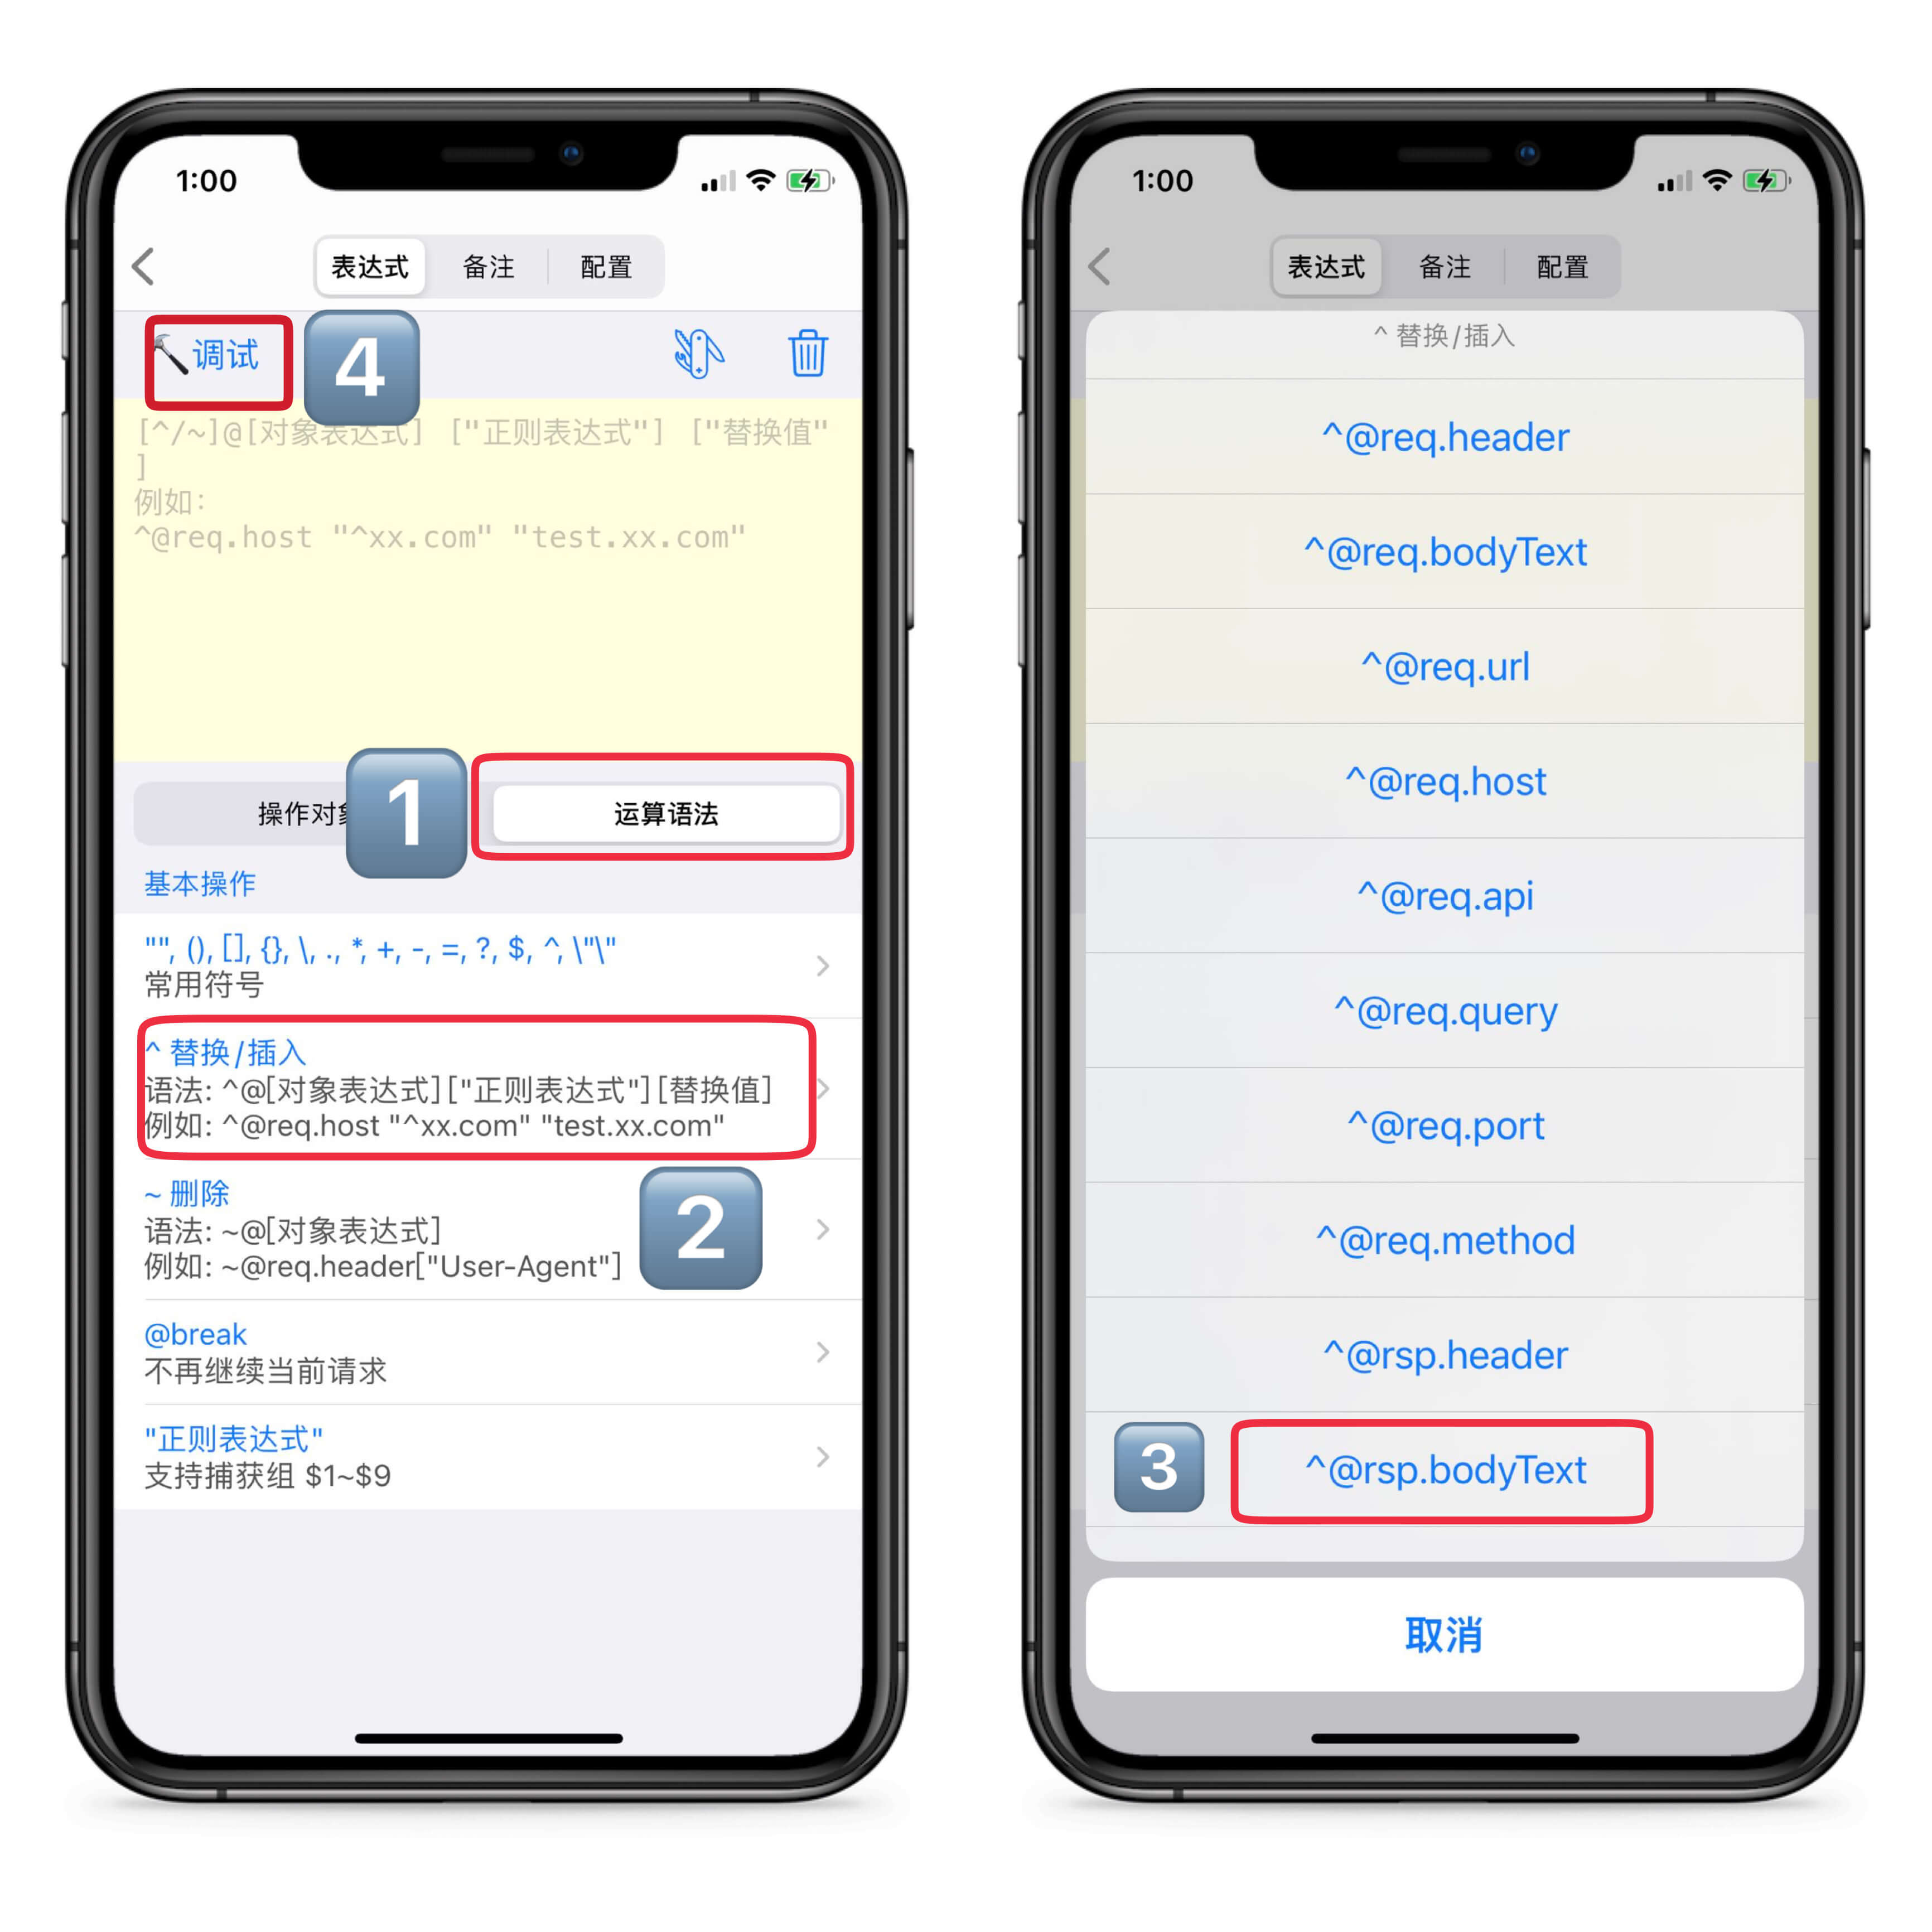 1:00
表达式 备注 配置
调试 4
[^/~]@[对象表达式] ["正则表达式"] ["替换值"
]
例如:
^@req.host "^xx.com" "test.xx.com"
操作对 1 运算语法
基本操作
"", (), [], {}, \, ., *, +, -, =, ?, $, ^, \"\"
常用符号
^ 替换/插入
语法: ^@[对象表达式]["正则表达式"][替换值]
例如: ^@req.host "^xx.com" "test.xx.com"
~ 删除
语法: ~@[对象表达式]
例如: ~@req.header["User-Agent"]
2
@break
不再继续当前请求
"正则表达式"
支持捕获组 $1~$9
1:00
表达式 备注 配置
^ 替换/插入
^@req.header
^@req.bodyText
^@req.url
^@req.host
^@req.api
^@req.query
^@req.port
^@req.method
^@rsp.header
3 ^@rsp.bodyText
取消